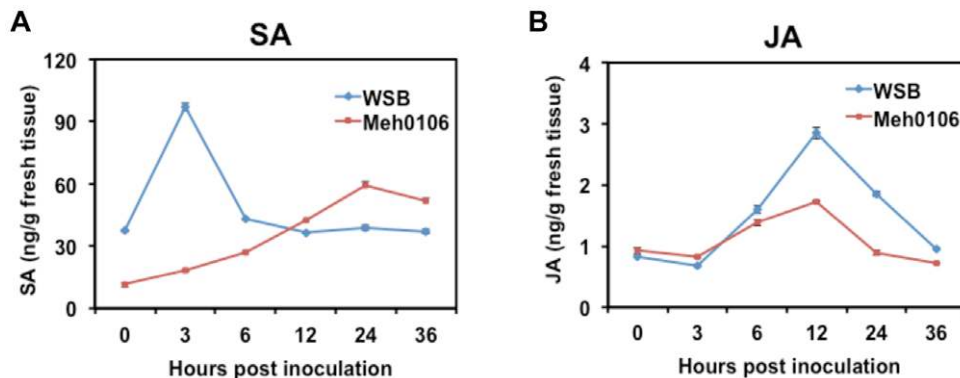 A
SA
SA (ng/g fresh tissue)
120
90
60
30
0
WSB
Meh0106
0 3 6 12 24 36
Hours post inoculation
B
JA
JA (ng/g fresh tissue)
4
3
2
1
0
WSB
Meh0106
0 3 6 12 24 36
Hours post inoculation